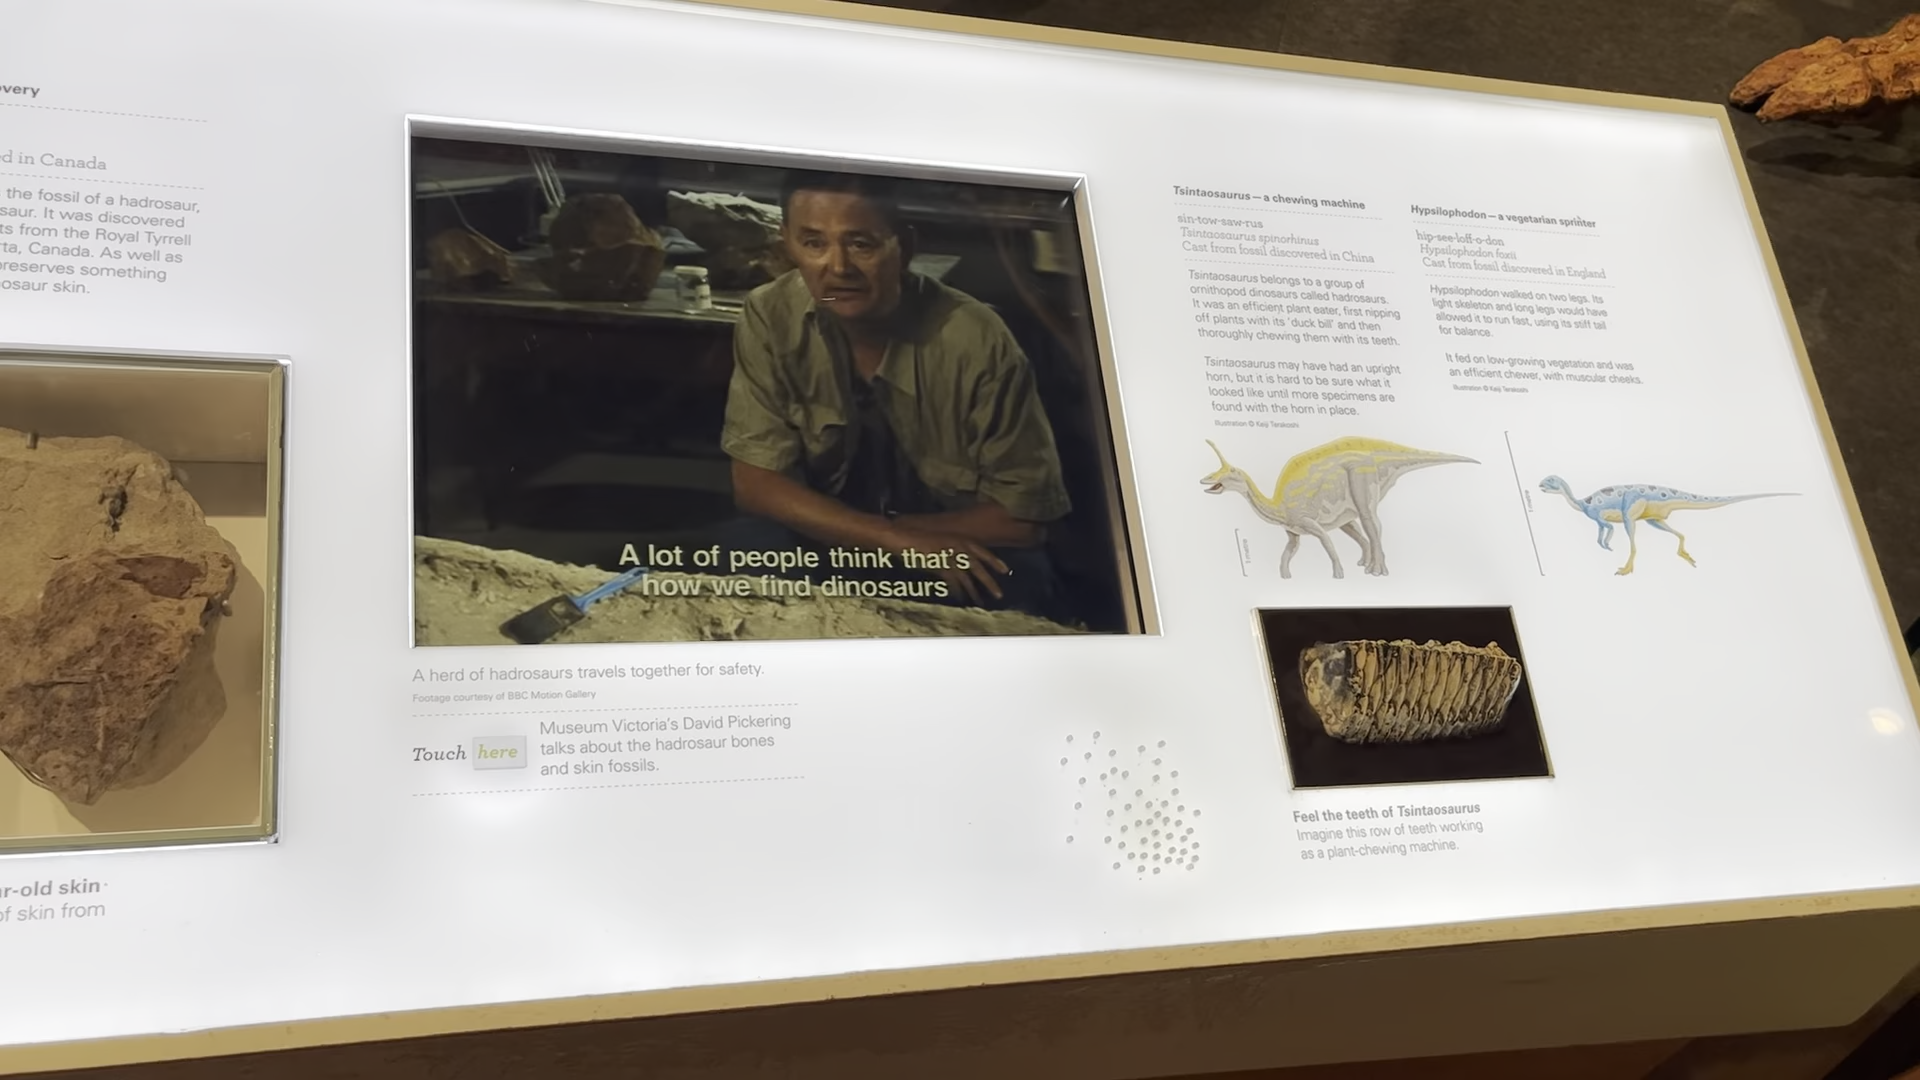 overy
ed in Canada
the fossil of a hadrosaur,
saur. It was discovered
ts from the Royal Tyrrell
rta, Canada. As well as
preserves something
osaur skin.
r-old skin
of skin from
A lot of people think that's
how we find dinosaurs
A herd of hadrosaurs travels together for safety.
Footage courtesy of BBC Motion Gallery
Touch here
Museum Victoria's David Pickering
talks about the hadrosaur bones
and skin fossils.
Tsintaosaurus — a chewing machine
sin-tow-saw-rus
Tsintaosaurus spinorhinus
Cast from fossil discovered in China
Tsintaosaurus belongs to a group of
ornithopod dinosaurs called hadrosaurs.
It was an efficient plant eater, first nipping
off plants with its 'duck bill' and then
thoroughly chewing them with its teeth.
Tsintaosaurus may have had an upright
horn, but it is hard to be sure what it
looked like until more specimens are
found with the horn in place.
Illustration © Keiji Terakoshi
Hypsilophodon — a vegetarian sprinter
hip-see-loff-o-don
Hypsilophodon foxii
Cast from fossil discovered in England
Hypsilophodon walked on two legs. Its
light skeleton and long legs would have
allowed it to run fast, using its stiff tail
for balance.
It fed on low-growing vegetation and was
an efficient chewer, with muscular cheeks.
Illustration © Keiji Terakoshi
Feel the teeth of Tsintaosaurus
Imagine this row of teeth working
as a plant-chewing machine.